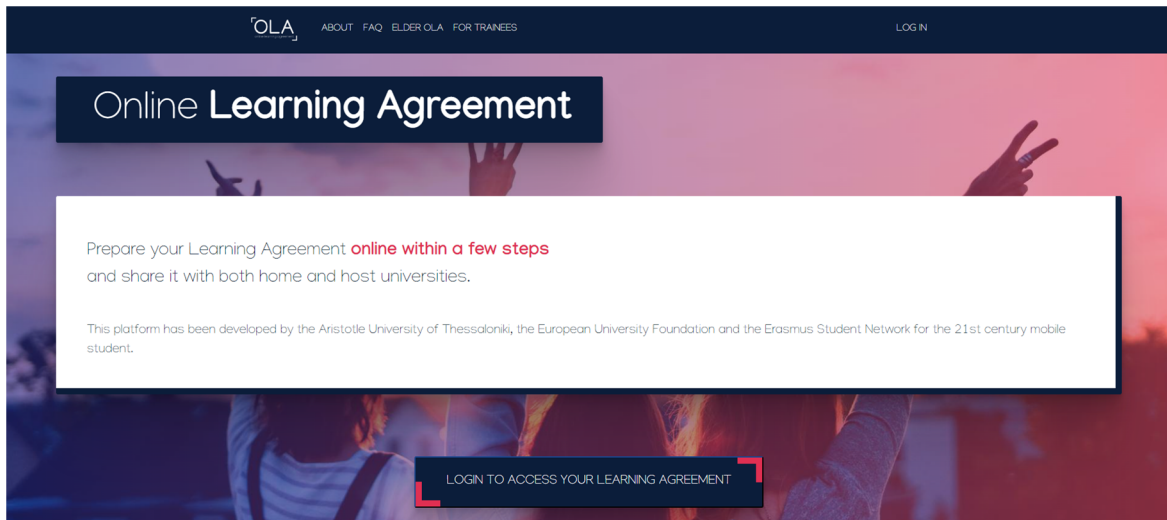 OLA
ABOUT FAQ ELDER OLA FOR TRAINEES
LOG IN
Online Learning Agreement
Prepare your Learning Agreement online within a few steps
and share it with both home and host universities.
This platform has been developed by the Aristotle University of Thessaloniki, the European University Foundation and the Erasmus Student Network for the 21st century mobile
student.
LOGIN TO ACCESS YOUR LEARNING AGREEMENT